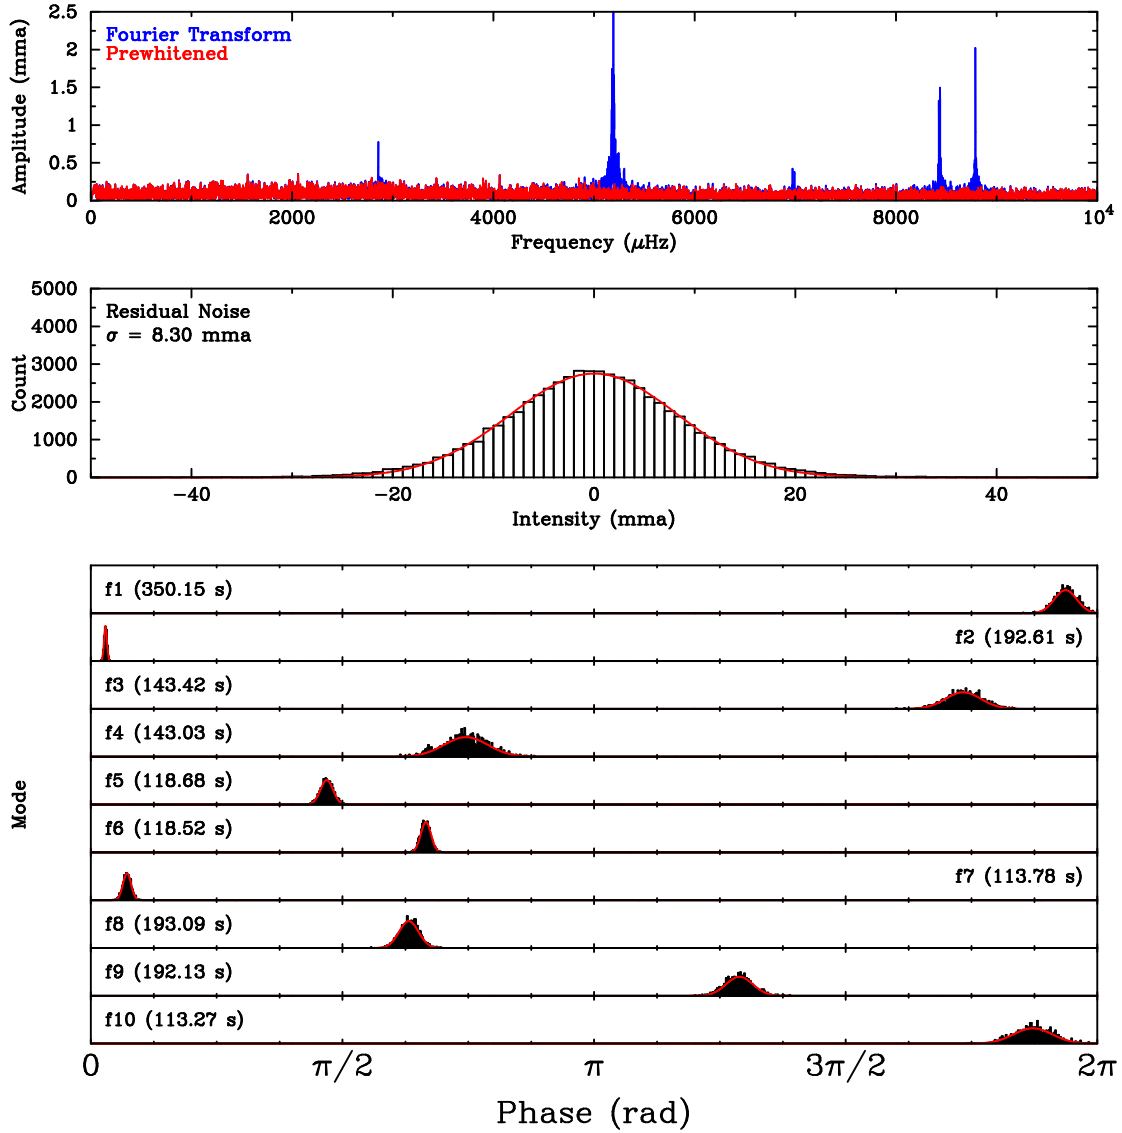 2.5
2
1.5
1
0.5
0
Amplitude (mma)
Fourier Transform
Prewhitened
0 2000 4000 6000 8000 10⁴
Frequency (μHz)
5000
4000
3000
2000
1000
0
Count
Residual Noise
σ = 8.30 mma
−40 −20 0 20 40
Intensity (mma)
f1 (350.15 s)
f2 (192.61 s)
f3 (143.42 s)
f4 (143.03 s)
f5 (118.68 s)
f6 (118.52 s)
f7 (113.78 s)
f8 (193.09 s)
f9 (192.13 s)
f10 (113.27 s)
Mode
0 π/2 π 3π/2 2π
Phase (rad)